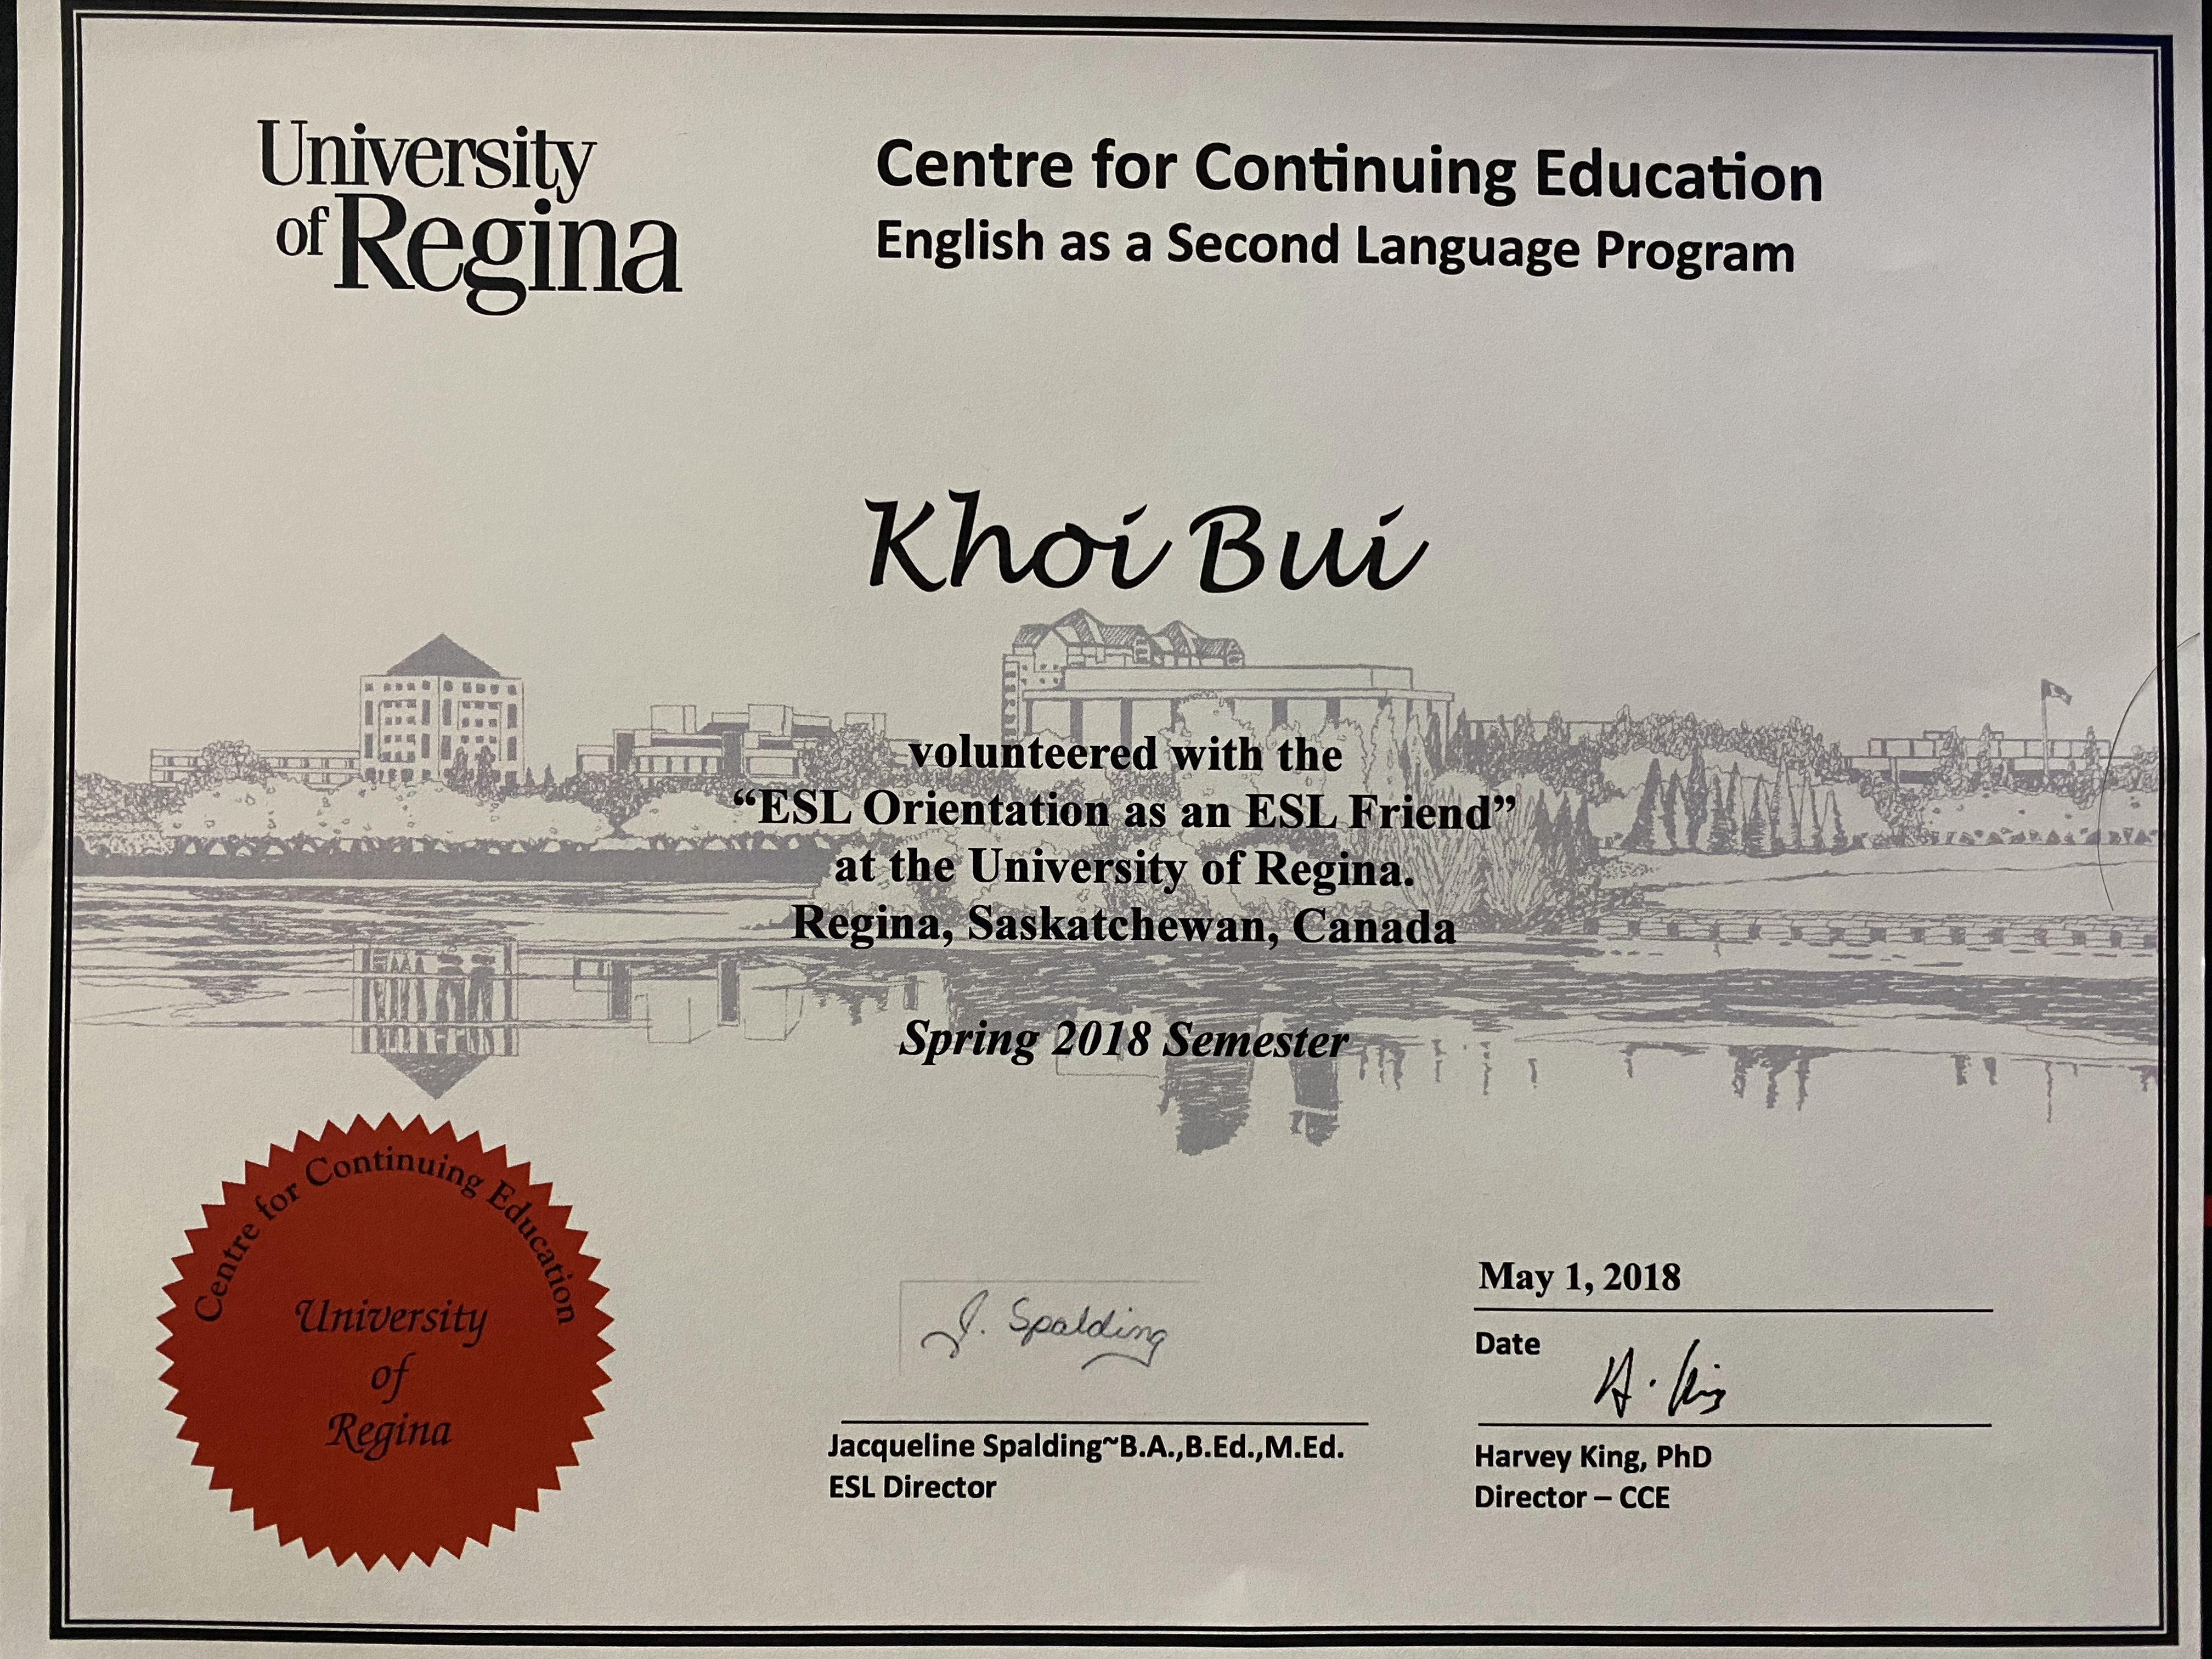 University
of Regina
Centre for Continuing Education
English as a Second Language Program
Khoi Bui
volunteered with the
“ESL Orientation as an ESL Friend”
at the University of Regina.
Regina, Saskatchewan, Canada
Spring 2018 Semester
Centre for Continuing Education
University
of
Regina
J. Spalding
Jacqueline Spalding~B.A.,B.Ed.,M.Ed.
ESL Director
May 1, 2018
Date
H. King
Harvey King, PhD
Director – CCE